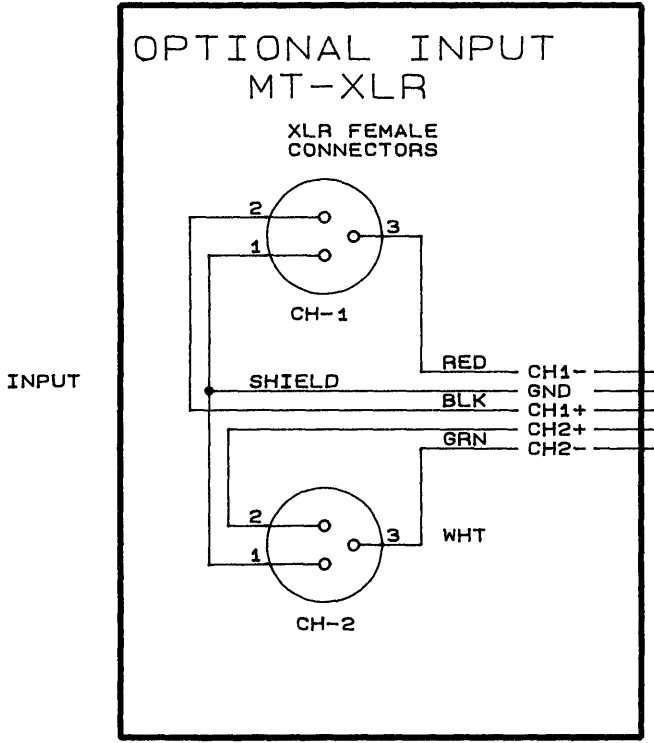 OPTIONAL INPUT
MT-XLR
XLR FEMALE
CONNECTORS
2
3
1
CH-1
INPUT
RED
CH1-
SHIELD
GND
BLK
CH1+
CH2+
GRN
CH2-
2
3
WHT
1
CH-2